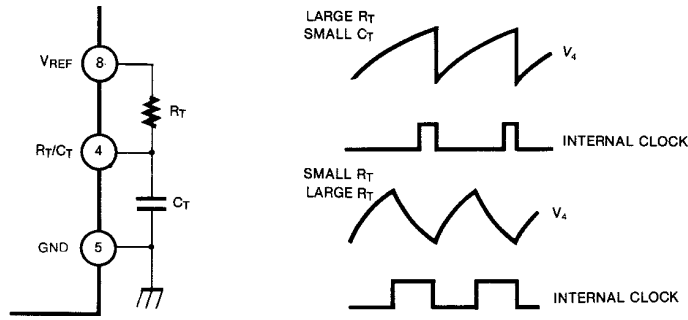 VREF
8
RT
RT/CT
4
CT
GND
5
LARGE RT
SMALL CT
V4
INTERNAL CLOCK
SMALL RT
LARGE RT
V4
INTERNAL CLOCK